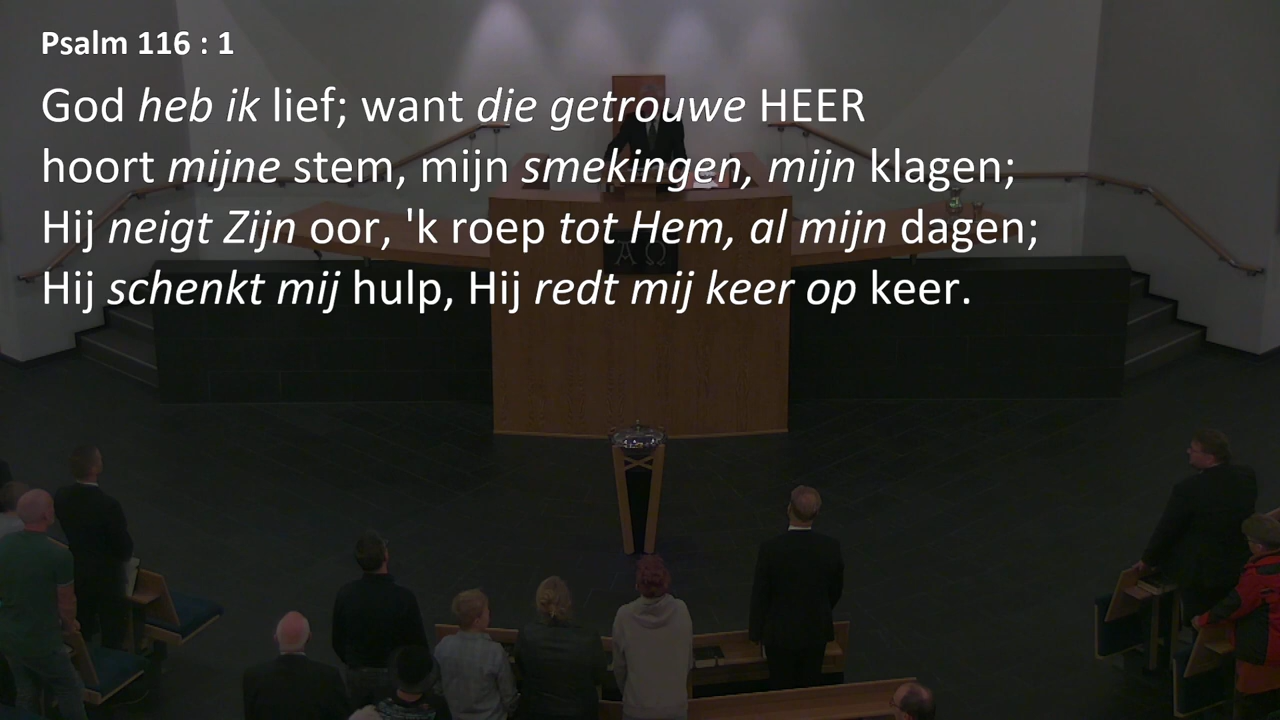 Psalm 116 : 1
God heb ik lief; want die getrouwe HEER
hoort mijne stem, mijn smekingen, mijn klagen;
Hij neigt Zijn oor, 'k roep tot Hem, al mijn dagen;
Hij schenkt mij hulp, Hij redt mij keer op keer.
ΑΩ